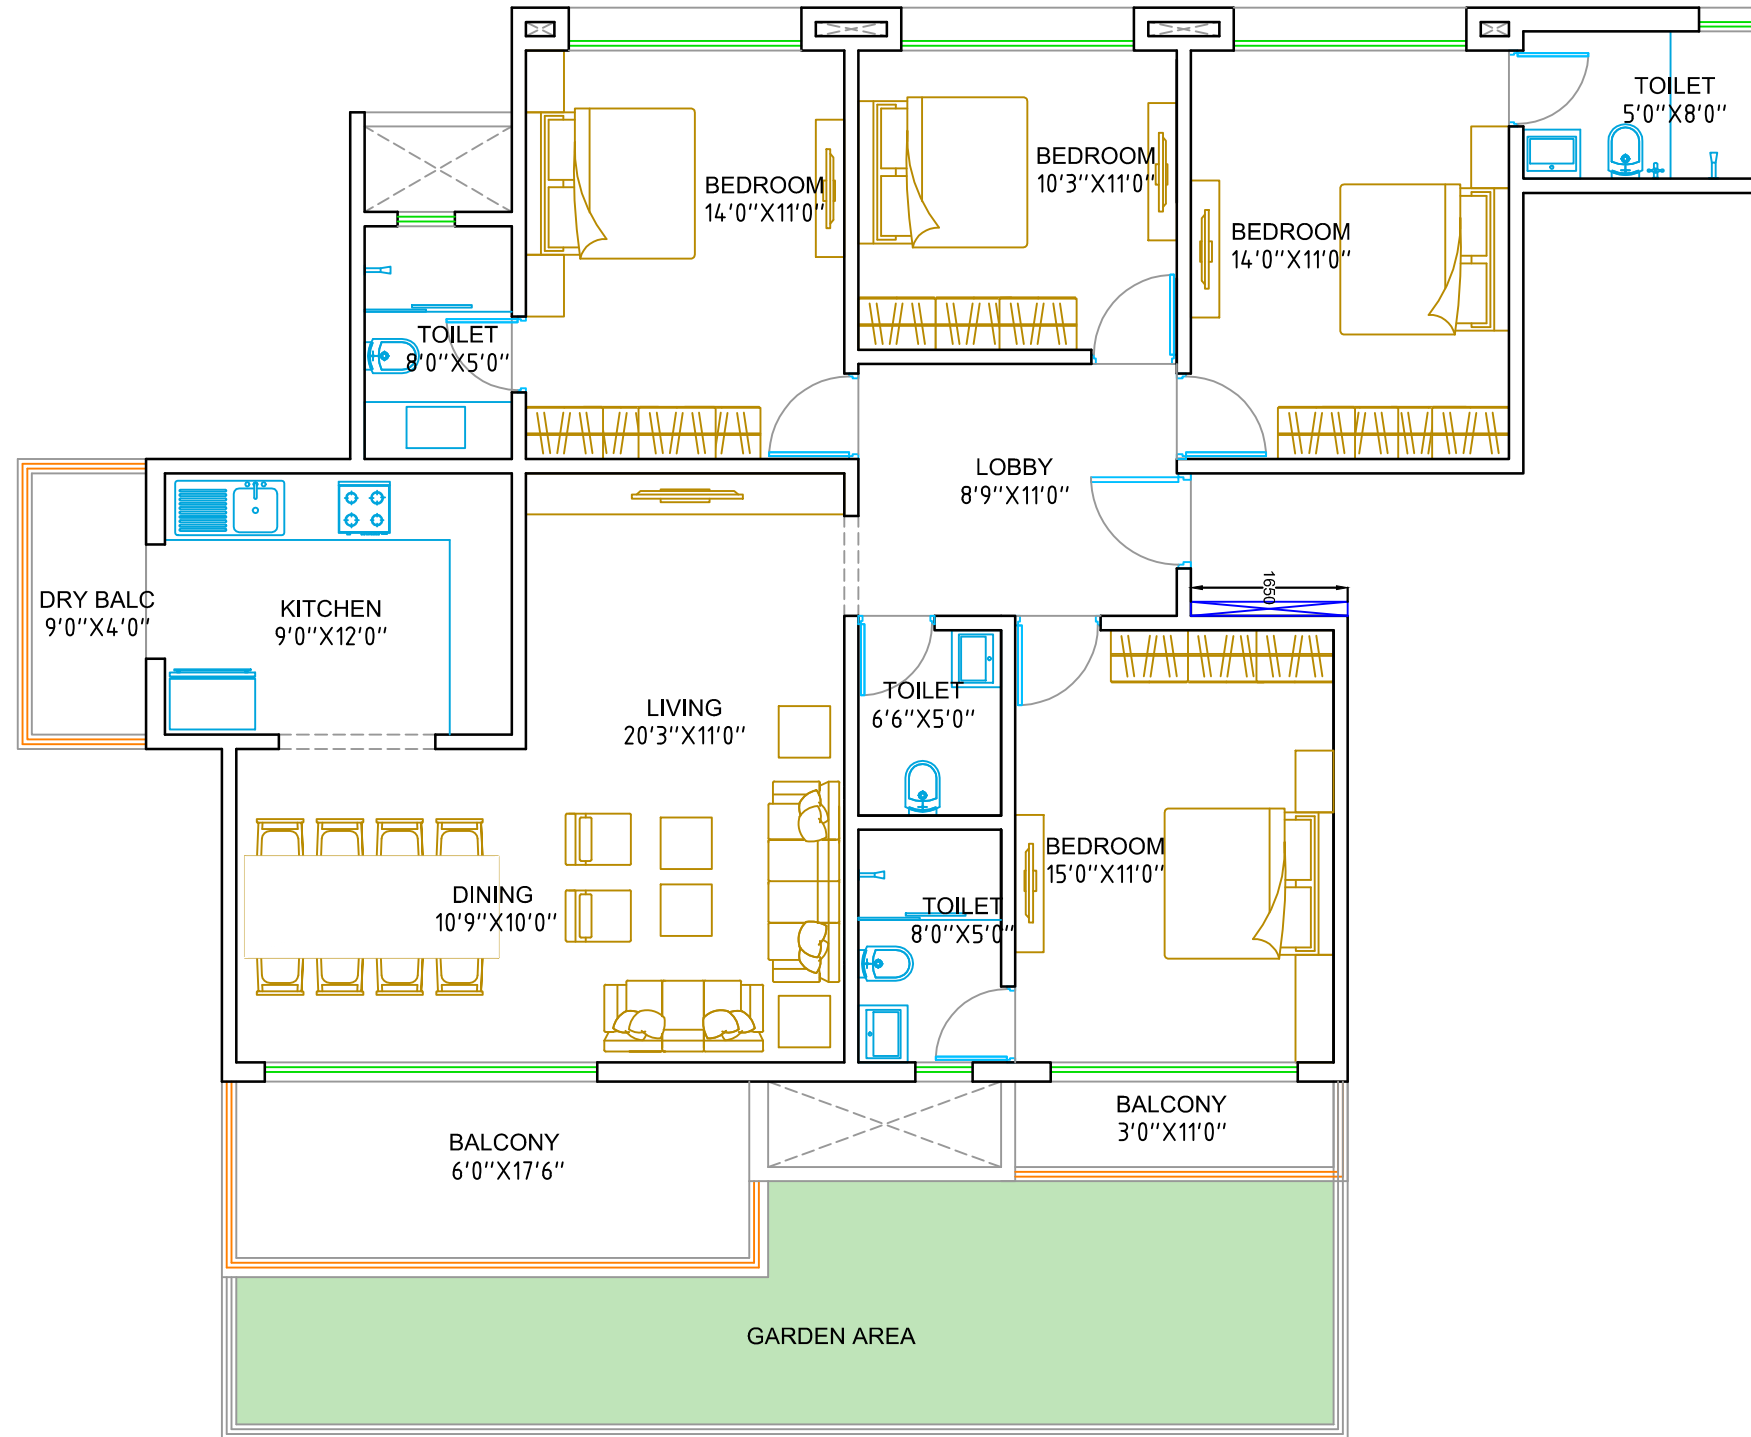 TOILET
5'0"X8'0"
BEDROOM
10'3"X11'0"
BEDROOM
14'0"X11'0"
BEDROOM
14'0"X11'0"
TOILET
8'0"X5'0"
LOBBY
8'9"X11'0"
1650
DRY BALC
9'0"X4'0"
KITCHEN
9'0"X12'0"
LIVING
20'3"X11'0"
TOILET
6'6"X5'0"
BEDROOM
15'0"X11'0"
DINING
10'9"X10'0"
TOILET
8'0"X5'0"
BALCONY
3'0"X11'0"
BALCONY
6'0"X17'6"
GARDEN AREA